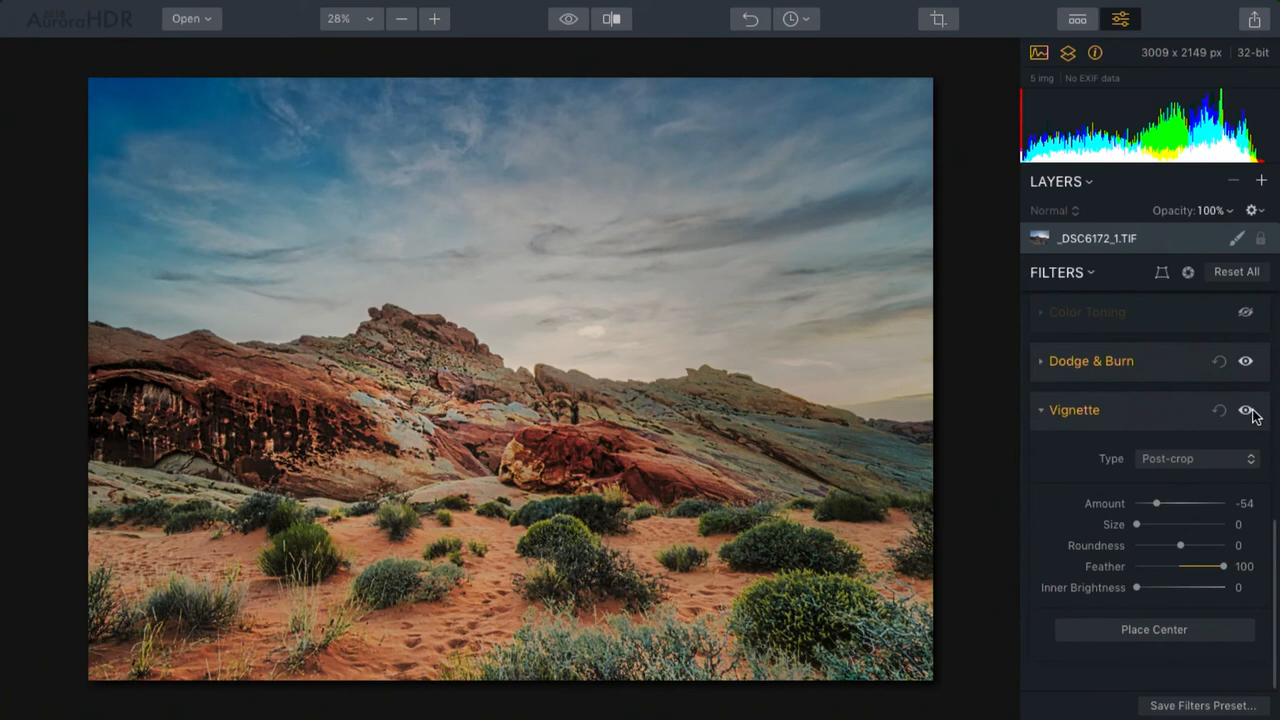 2018
AuroraHDR
Open
28%
3009 x 2149 px
32-bit
5 img
No EXIF data
LAYERS
Normal
Opacity: 100%
_DSC6172_1.TIF
FILTERS
Reset All
Color Toning
Dodge & Burn
Vignette
Type
Post-crop
Amount
-54
Size
0
Roundness
0
Feather
100
Inner Brightness
0
Place Center
Save Filters Preset...